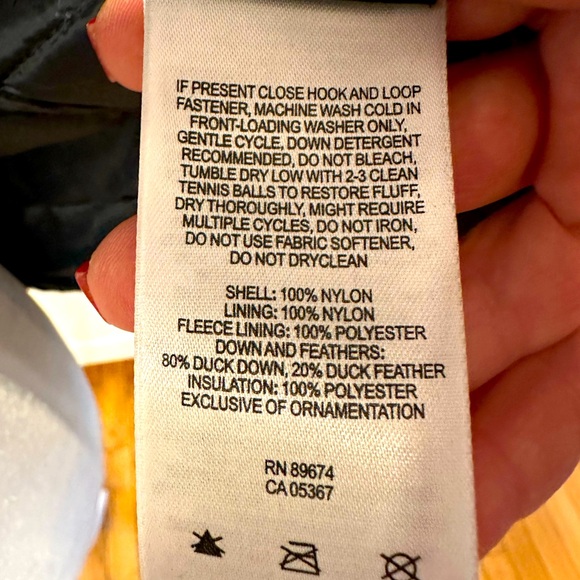 IF PRESENT CLOSE HOOK AND LOOP
FASTENER, MACHINE WASH COLD IN
FRONT-LOADING WASHER ONLY,
GENTLE CYCLE, DOWN DETERGENT
RECOMMENDED, DO NOT BLEACH,
TUMBLE DRY LOW WITH 2-3 CLEAN
TENNIS BALLS TO RESTORE FLUFF,
DRY THOROUGHLY, MIGHT REQUIRE
MULTIPLE CYCLES, DO NOT IRON,
DO NOT USE FABRIC SOFTENER,
DO NOT DRYCLEAN
SHELL: 100% NYLON
LINING: 100% NYLON
FLEECE LINING: 100% POLYESTER
DOWN AND FEATHERS:
80% DUCK DOWN, 20% DUCK FEATHER
INSULATION: 100% POLYESTER
EXCLUSIVE OF ORNAMENTATION
RN 89674
CA 05367